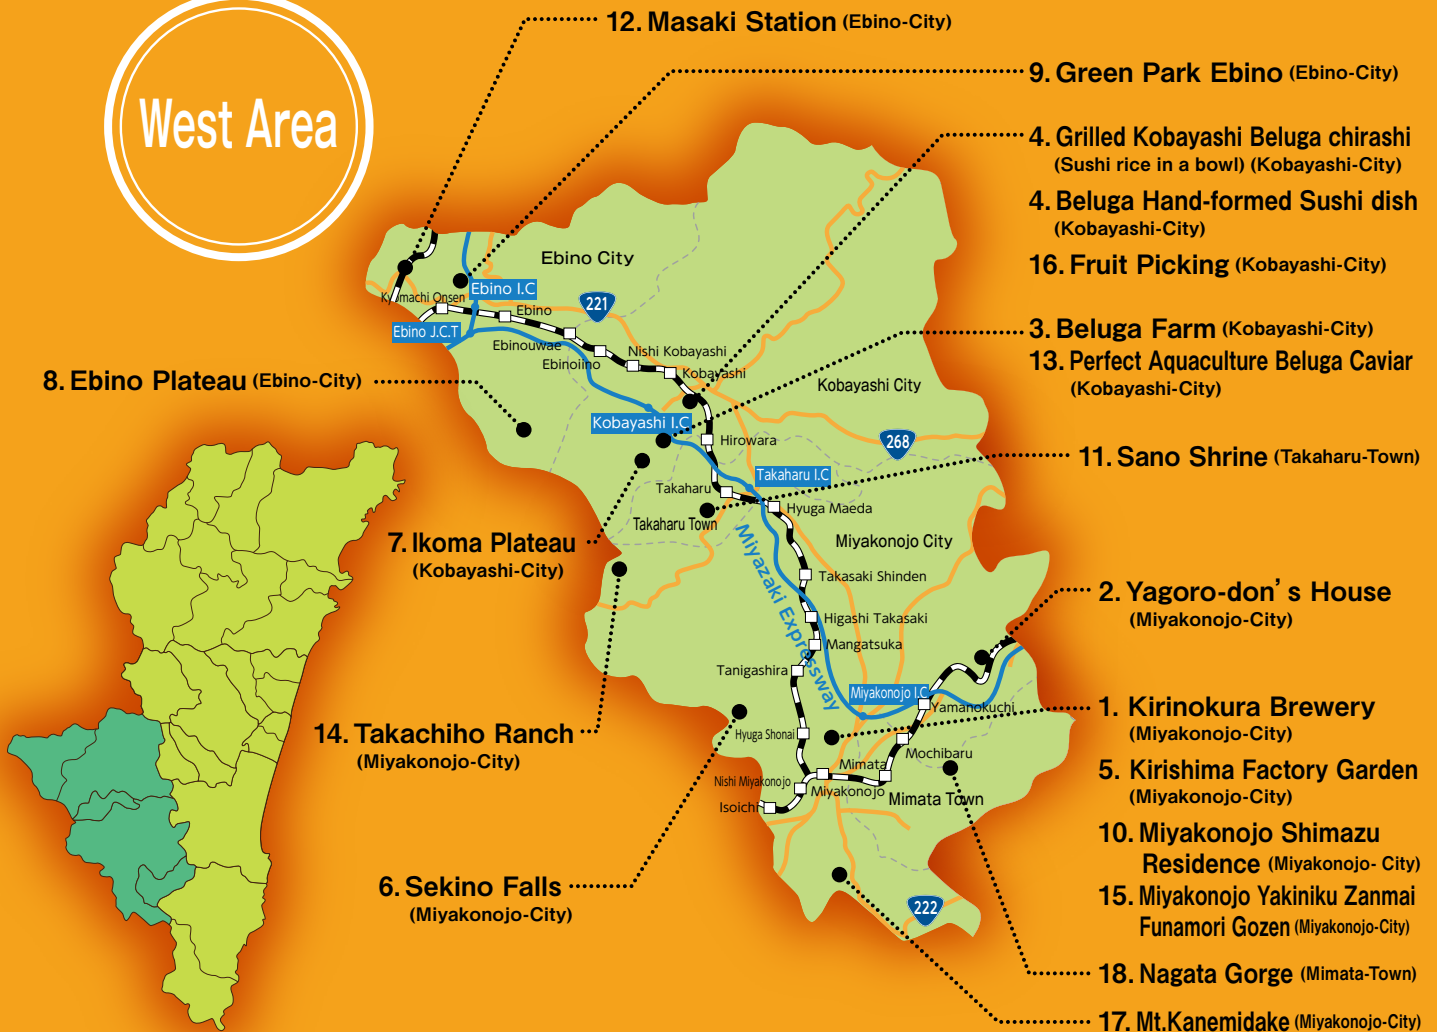 West Area
12. Masaki Station (Ebino-City)
9. Green Park Ebino (Ebino-City)
4. Grilled Kobayashi Beluga chirashi
(Sushi rice in a bowl) (Kobayashi-City)
4. Beluga Hand-formed Sushi dish
(Kobayashi-City)
16. Fruit Picking (Kobayashi-City)
3. Beluga Farm (Kobayashi-City)
13. Perfect Aquaculture Beluga Caviar
(Kobayashi-City)
11. Sano Shrine (Takaharu-Town)
2. Yagoro-don's House
(Miyakonojo-City)
1. Kirinokura Brewery
(Miyakonojo-City)
5. Kirishima Factory Garden
(Miyakonojo-City)
10. Miyakonojo Shimazu
Residence (Miyakonojo- City)
15. Miyakonojo Yakiniku Zanmai
Funamori Gozen (Miyakonojo-City)
18. Nagata Gorge (Mimata-Town)
17. Mt.Kanemidake (Miyakonojo-City)
8. Ebino Plateau (Ebino-City)
7. Ikoma Plateau
(Kobayashi-City)
14. Takachiho Ranch
(Miyakonojo-City)
6. Sekino Falls
(Miyakonojo-City)
Ebino City
Ebino I.C
Kyomachi Onsen
221
Ebino
Ebino J.C.T
Ebinouwae
Ebinoiino
Nishi Kobayashi
Kobayashi
Kobayashi City
Kobayashi I.C
Hirowara
268
Takaharu I.C
Takaharu
Hyuga Maeda
Takaharu Town
Miyazaki Expressway
Miyakonojo City
Takasaki Shinden
Higashi Takasaki
Mangatsuka
Tanigashira
Miyakonojo I.C
Yamanokuchi
Hyuga Shonai
Mochibaru
Mimata
Nishi Miyakonojo
Miyakonojo
Mimata Town
Isoichi
222